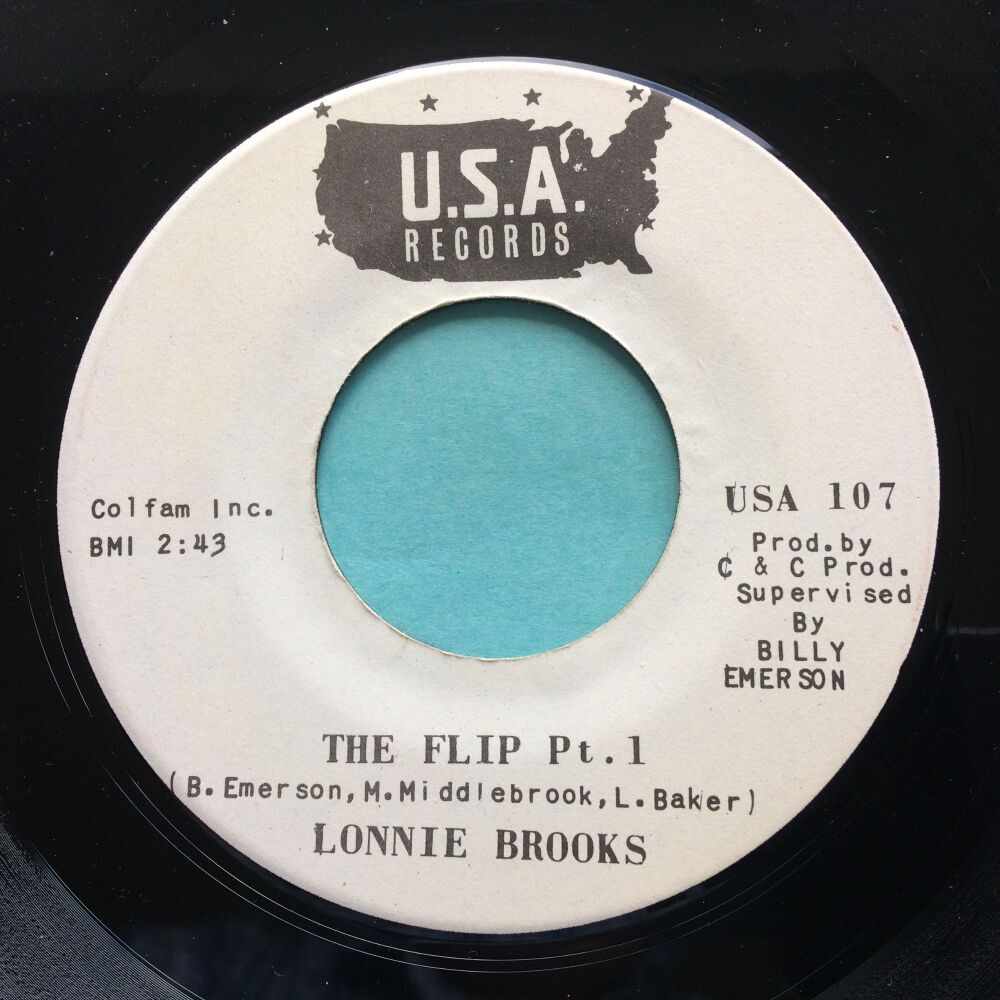 U.S.A.
RECORDS
Colfam Inc.
BMI 2:43
USA 107
Prod.by
C & C Prod.
Supervised
By
BILLY
EMERSON
THE FLIP Pt.1
(B.Emerson,M.Middlebrook,L.Baker)
LONNIE BROOKS